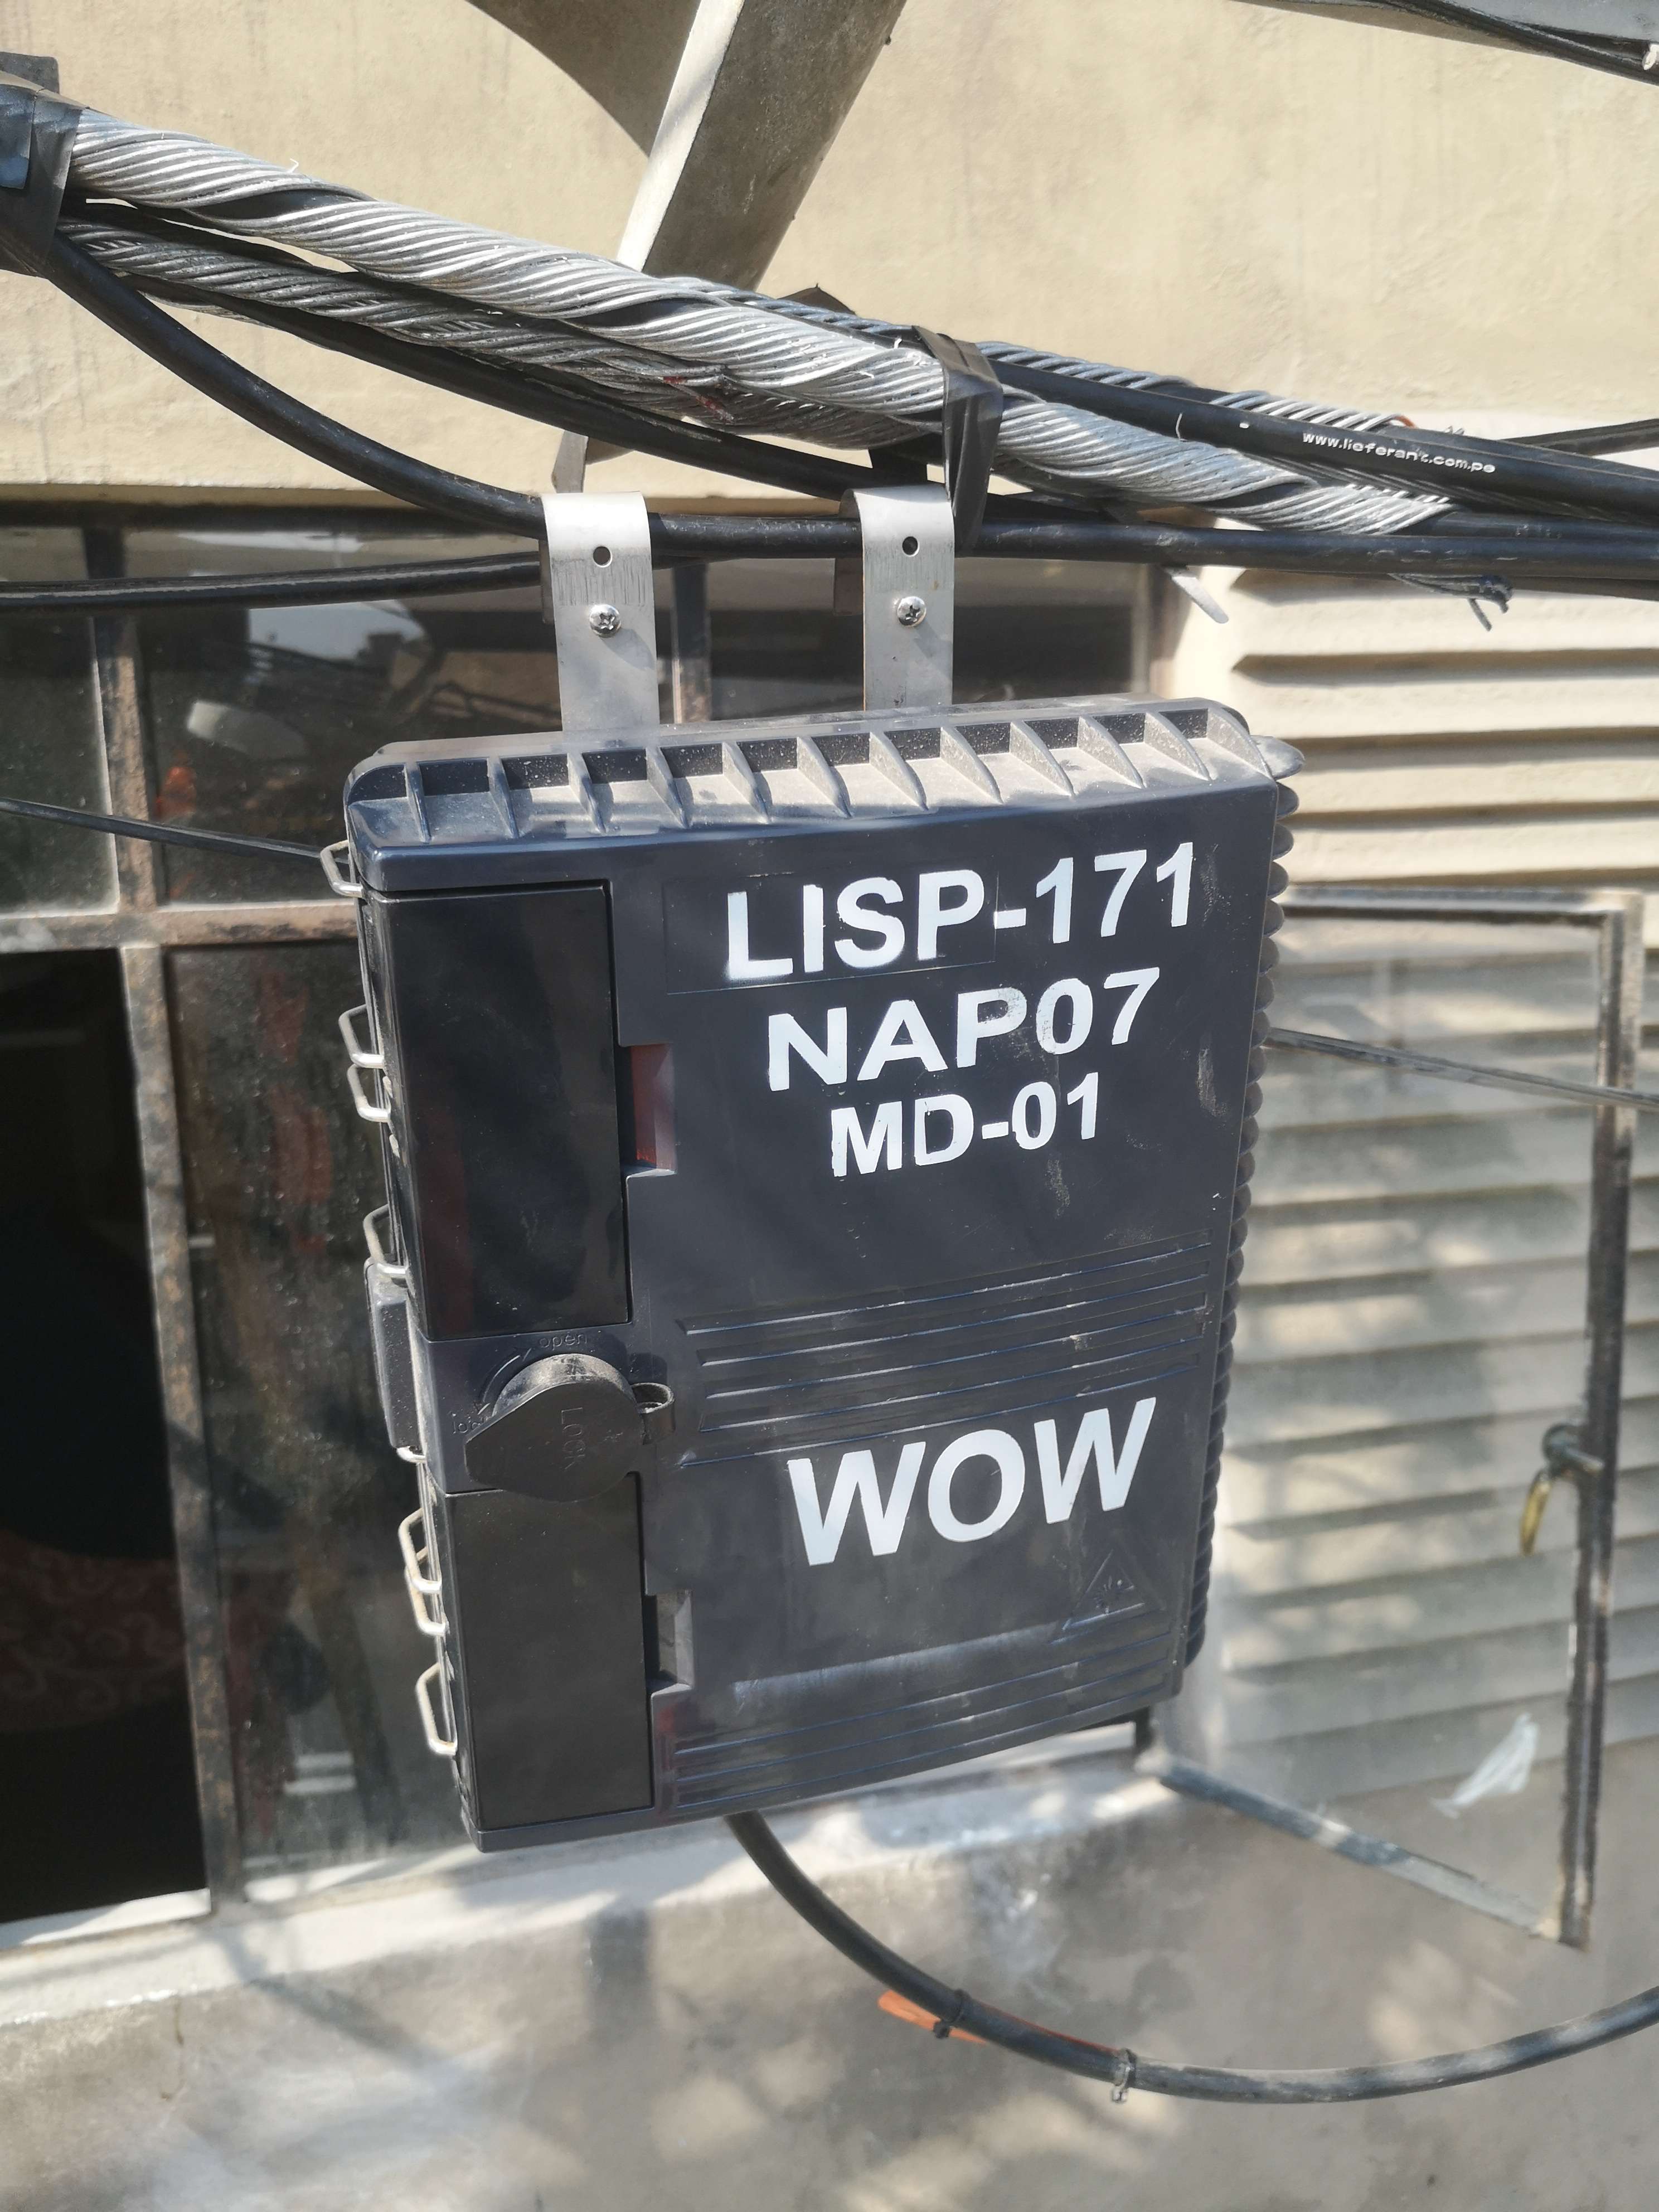 www.lieferant.com.pe
LISP-171
NAP07
MD-01
open
LOCK
WOW